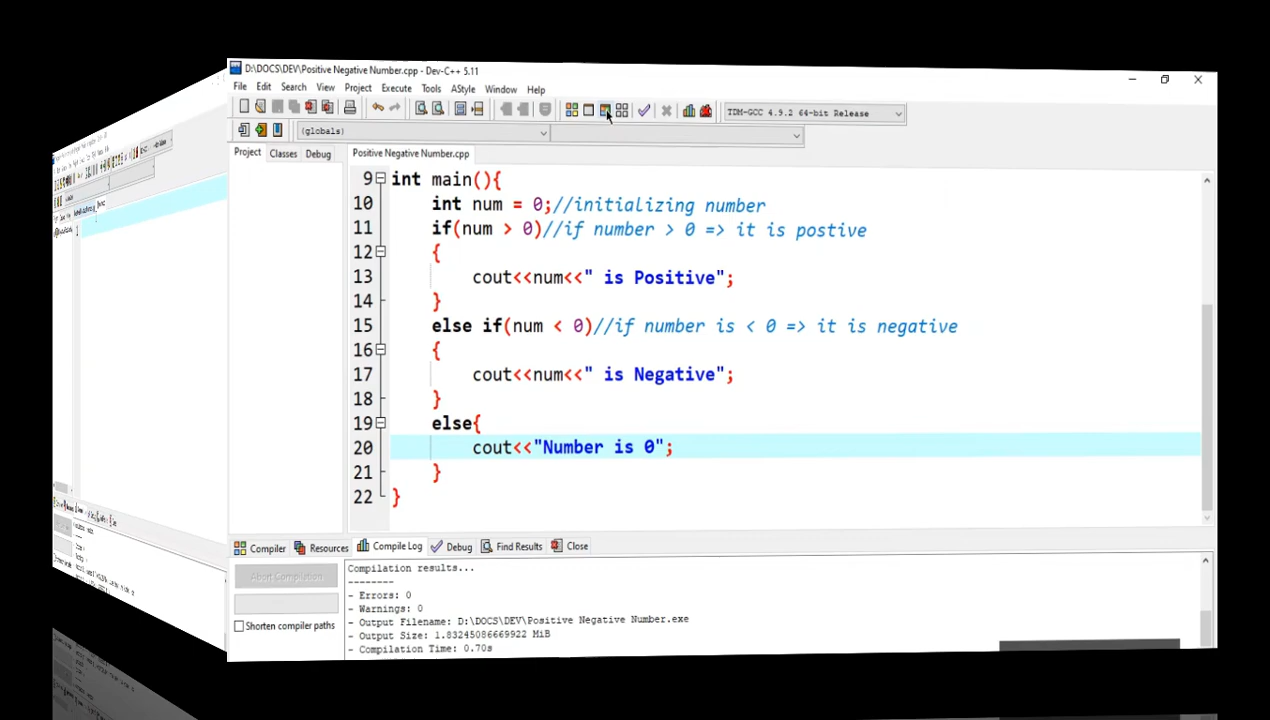 D:\DOCS\DEV\Positive Negative Number.cpp - Dev-C++ 5.11
File Edit Search View Project Execute Tools AStyle Window Help
TDM-GCC 4.9.2 64-bit Release
(globals)
Project Classes Debug Positive Negative Number.cpp
9 int main(){
10 int num = 0;//initializing number
11 if(num > 0)//if number > 0 => it is postive
12 {
13 cout<<num<<" is Positive";
14 }
15 else if(num < 0)//if number is < 0 => it is negative
16 {
17 cout<<num<<" is Negative";
18 }
19 else{
20 cout<<"Number is 0";
21 }
22 }
Compiler Resources Compile Log Debug Find Results Close
Abort Compilation
Shorten compiler paths
Compilation results...
--------
- Errors: 0
- Warnings: 0
- Output Filename: D:\DOCS\DEV\Positive Negative Number.exe
- Output Size: 1.83245086669922 MiB
- Compilation Time: 0.70s